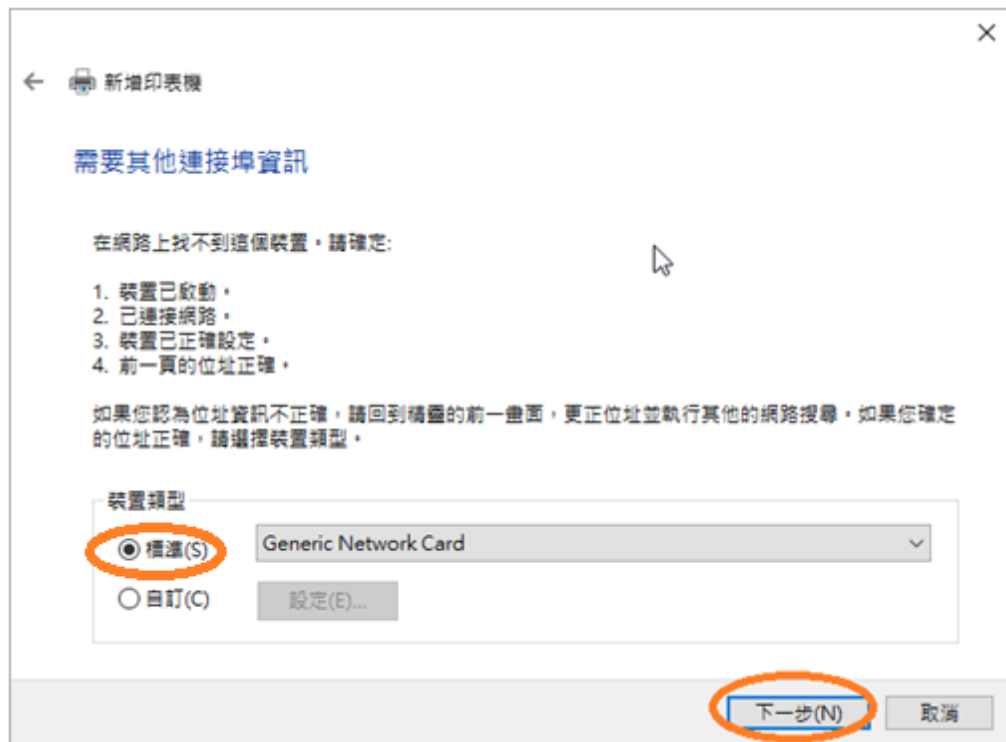 新增印表機
需要其他連接埠資訊
在網路上找不到這個裝置。請確定:
1. 裝置已啟動。
2. 已連接網路。
3. 裝置已正確設定。
4. 前一頁的位址正確。
如果您認為位址資訊不正確，請回到精靈的前一畫面，更正位址並執行其他的網路搜尋。如果您確定
的位址正確，請選擇裝置類型。
裝置類型
標準(S)
Generic Network Card
自訂(C)
設定(E)...
下一步(N)
取消